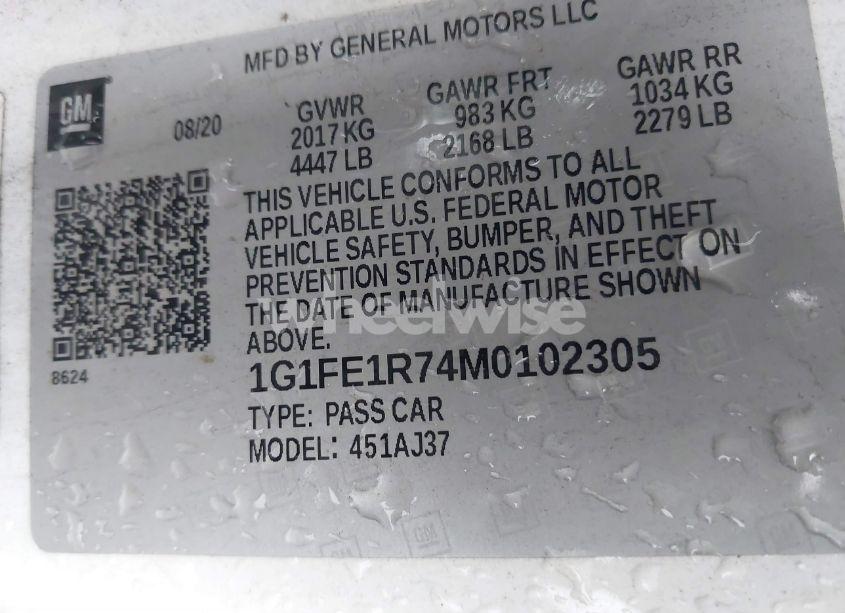 MFD BY GENERAL MOTORS LLC
GM
08/20
GVWR
2017 KG
4447 LB
GAWR FRT
983 KG
2168 LB
GAWR RR
1034 KG
2279 LB
THIS VEHICLE CONFORMS TO ALL
APPLICABLE U.S. FEDERAL MOTOR
VEHICLE SAFETY, BUMPER, AND THEFT
PREVENTION STANDARDS IN EFFECT ON
THE DATE OF MANUFACTURE SHOWN
ABOVE.
wheelwise
8624
1G1FE1R74M0102305
TYPE: PASS CAR
MODEL: 451AJ37
GM